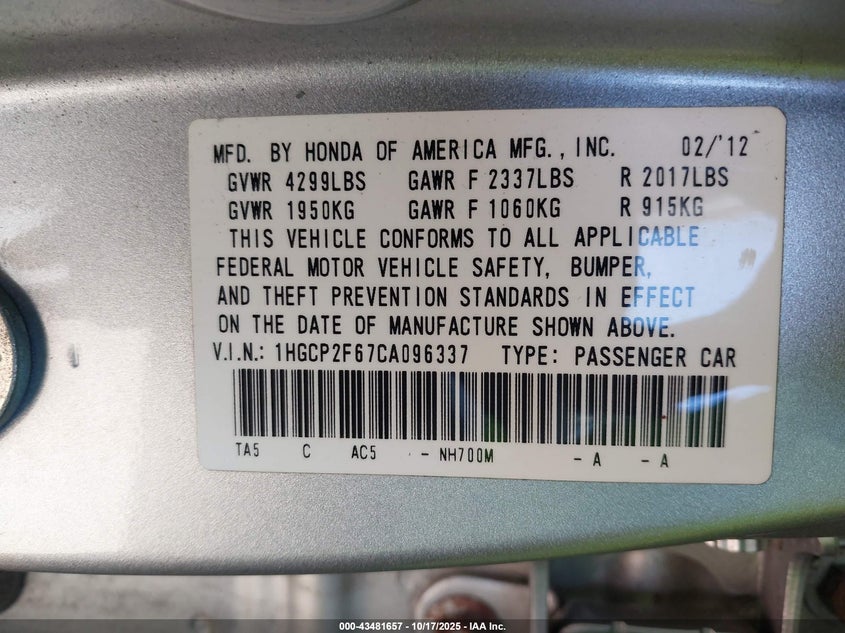 MFD. BY HONDA OF AMERICA MFG., INC. 02/'12
GVWR 4299LBS GAWR F 2337LBS R 2017LBS
GVWR 1950KG GAWR F 1060KG R 915KG
THIS VEHICLE CONFORMS TO ALL APPLICABLE
FEDERAL MOTOR VEHICLE SAFETY, BUMPER,
AND THEFT PREVENTION STANDARDS IN EFFECT
ON THE DATE OF MANUFACTURE SHOWN ABOVE.
V.I.N.: 1HGCP2F67CA096337 TYPE: PASSENGER CAR
TA5 C AC5 - NH700M - A - A
000-43481657 - 10/17/2025 - IAA Inc.